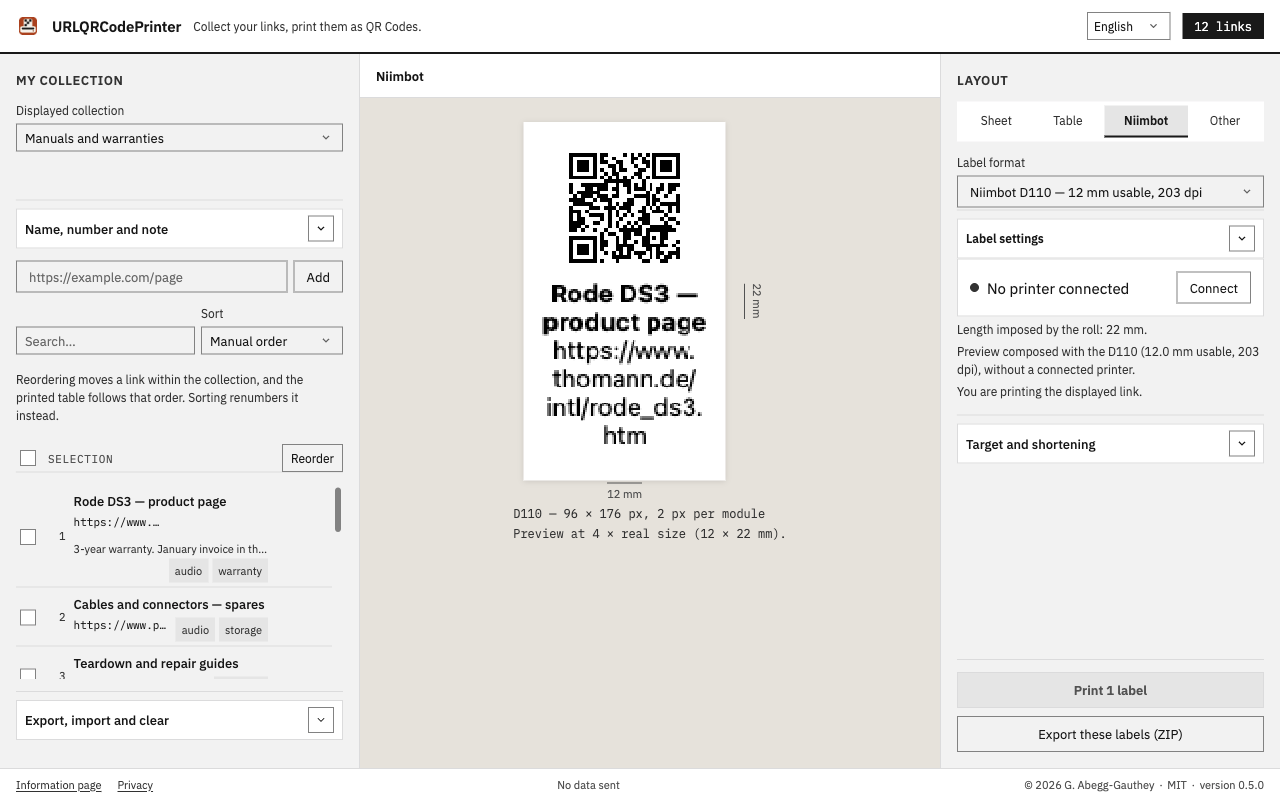 URLQRCodePrinter
Collect your links, print them as QR Codes.
English
12 links
MY COLLECTION
Displayed collection
Manuals and warranties
Name, number and note
https://example.com/page
Add
Sort
Search…
Manual order
Reordering moves a link within the collection, and the
printed table follows that order. Sorting renumbers it
instead.
SELECTION
Reorder
Rode DS3 — product page
https://www.…
1
3-year warranty. January invoice in th…
audio
warranty
Cables and connectors — spares
2
https://www.p…
audio
storage
Teardown and repair guides
3
Export, import and clear
Niimbot
Rode DS3 —
product page
https://www.
thomann.de/
intl/rode_ds3.
htm
22 mm
12 mm
D110 — 96 × 176 px, 2 px per module
Preview at 4 × real size (12 × 22 mm).
LAYOUT
Sheet
Table
Niimbot
Other
Label format
Niimbot D110 — 12 mm usable, 203 dpi
Label settings
No printer connected
Connect
Length imposed by the roll: 22 mm.
Preview composed with the D110 (12.0 mm usable, 203
dpi), without a connected printer.
You are printing the displayed link.
Target and shortening
Print 1 label
Export these labels (ZIP)
Information page
Privacy
No data sent
© 2026 G. Abegg-Gauthey · MIT · version 0.5.0